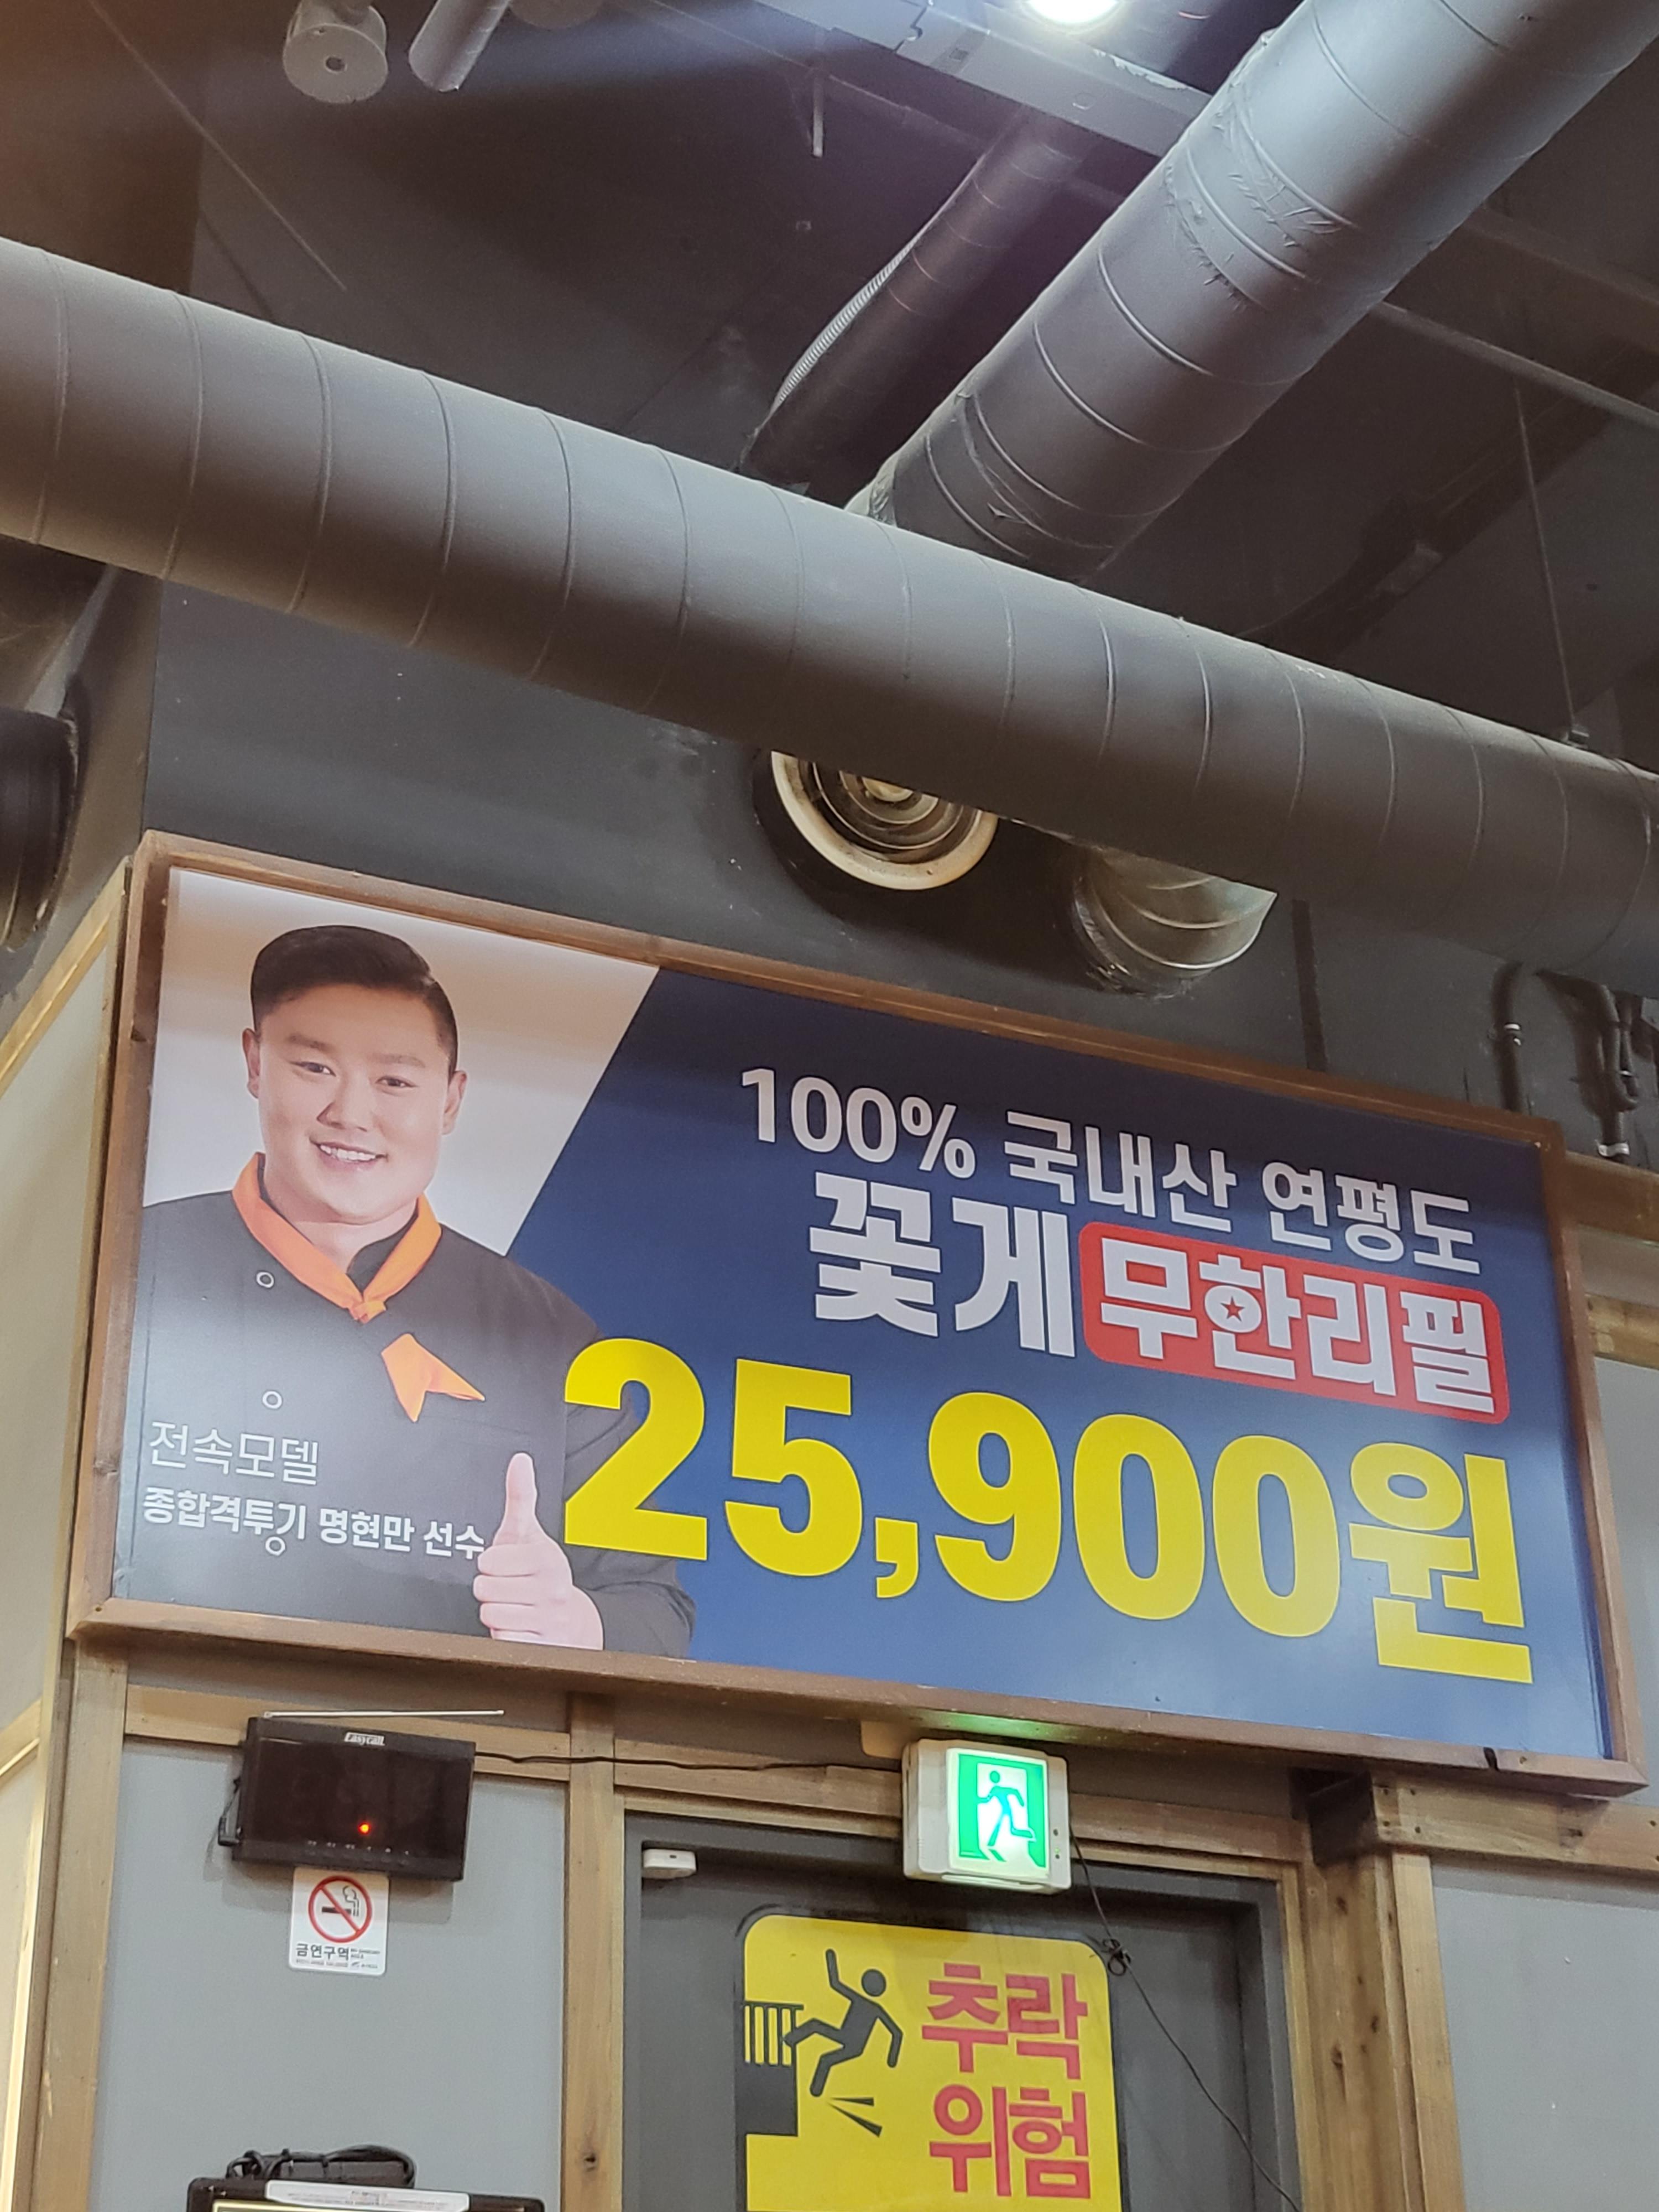 100% 국내산 연평도
꽃게 무한리필
25,900원
전속모델
종합격투기 명현만 선수
Easycall
금연구역
추락
위험